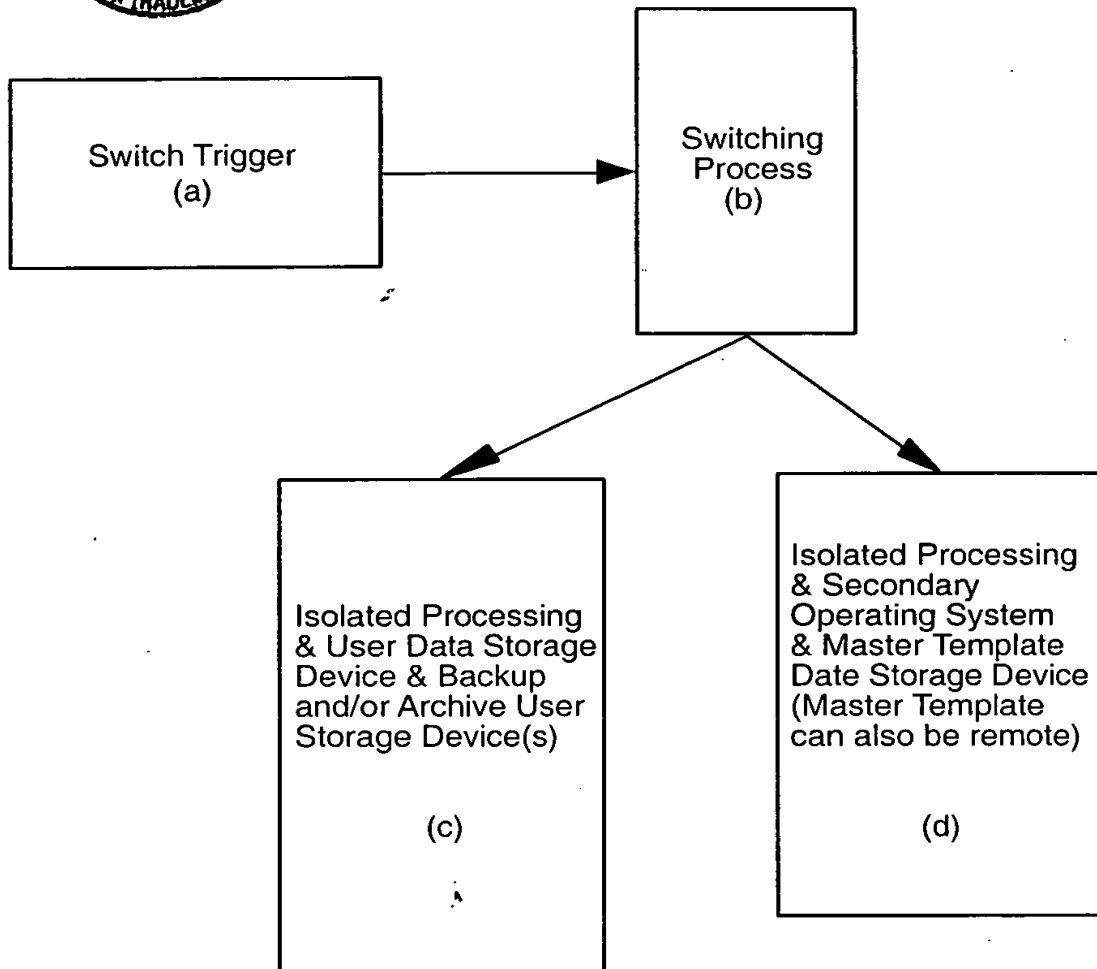 Switch Trigger
(a)
Switching
Process
(b)
Isolated Processing
& User Data Storage
Device & Backup
and/or Archive User
Storage Device(s)
(c)
Isolated Processing
& Secondary
Operating System
& Master Template
Date Storage Device
(Master Template
can also be remote)
(d)